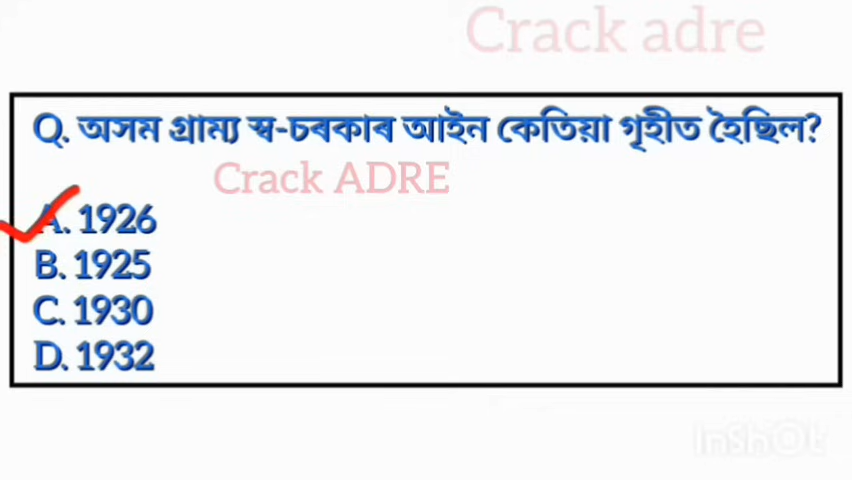 Crack adre
Q. অসম গ্ৰাম্য স্ব-চৰকাৰ আইন কেতিয়া গৃহীত হৈছিল?
Crack ADRE
A. 1926
B. 1925
C. 1930
D. 1932
InShOt